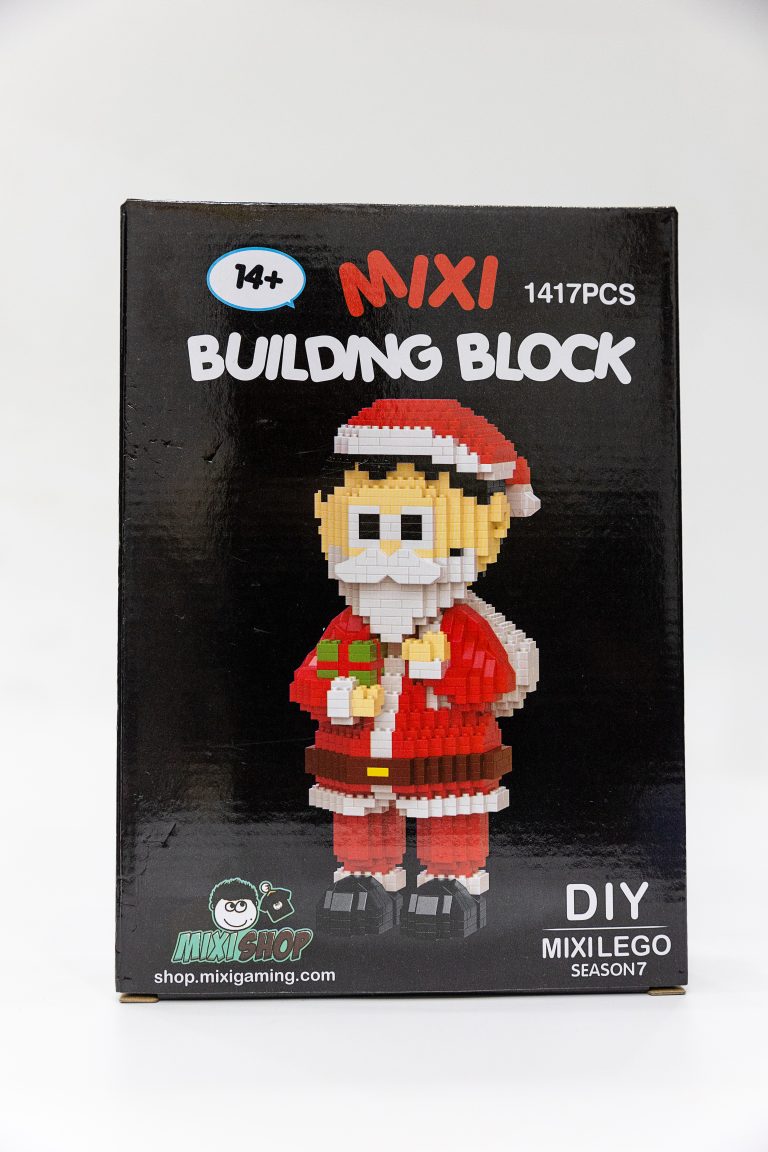 14+
MIXI
1417PCS
BUILDING BLOCK
MIXISHOP
shop.mixigaming.com
DIY
MIXILEGO
SEASON7